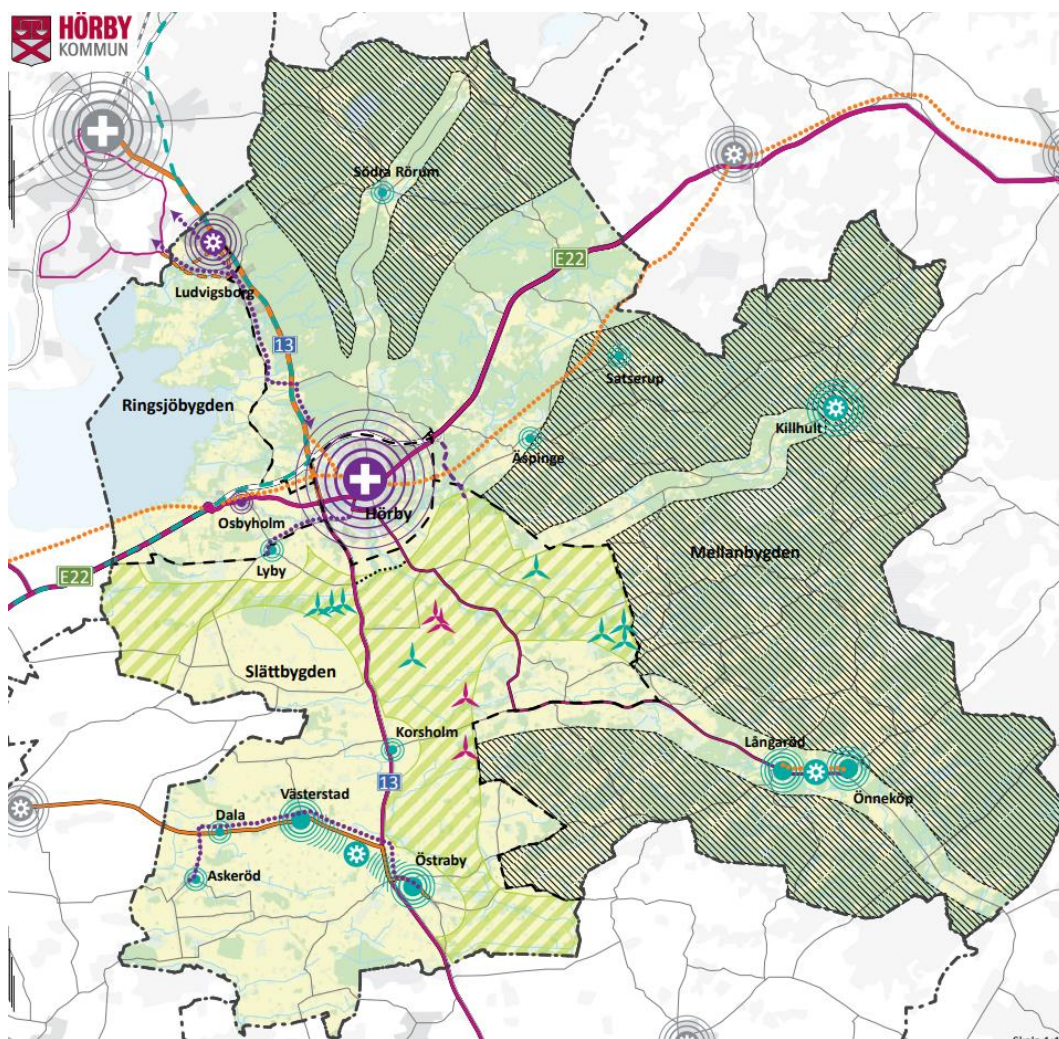 HÖRBY
KOMMUN
Södra Rörum
E22
Ludvigsborg
13
Satserup
Ringsjöbygden
Killhult
Äspinge
Osbyholm
Hörby
Lyby
Mellanbygden
E22
Slättbygden
Korsholm
Långaröd
13
Västerstad
Önneköp
Dala
Östraby
Askeröd